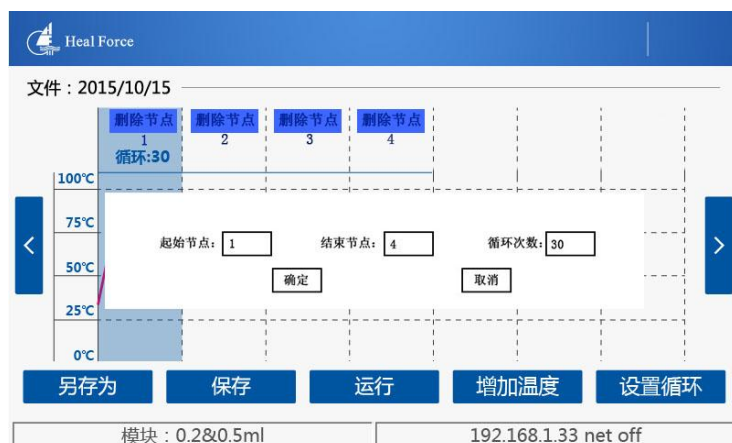 Heal Force
文件：2015/10/15
删除节点 删除节点 删除节点 删除节点
1 2 3 4
循环:30
100℃
75℃
起始节点: 1 结束节点: 4 循环次数: 30
50℃
确定 取消
25℃
0℃
另存为 保存 运行 增加温度 设置循环
模块：0.2&0.5ml 192.168.1.33 net off